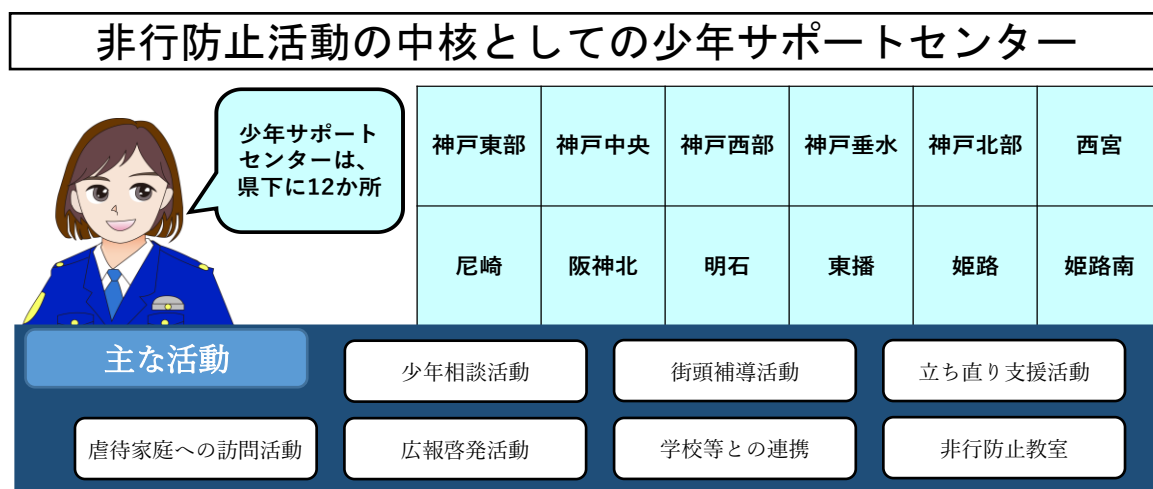 非行防止活動の中核としての少年サポートセンター
少年サポート
センターは、
県下に12か所
神戸東部 神戸中央 神戸西部 神戸垂水 神戸北部 西宮
尼崎 阪神北 明石 東播 姫路 姫路南
主な活動
少年相談活動 街頭補導活動 立ち直り支援活動
虐待家庭への訪問活動 広報啓発活動 学校等との連携 非行防止教室